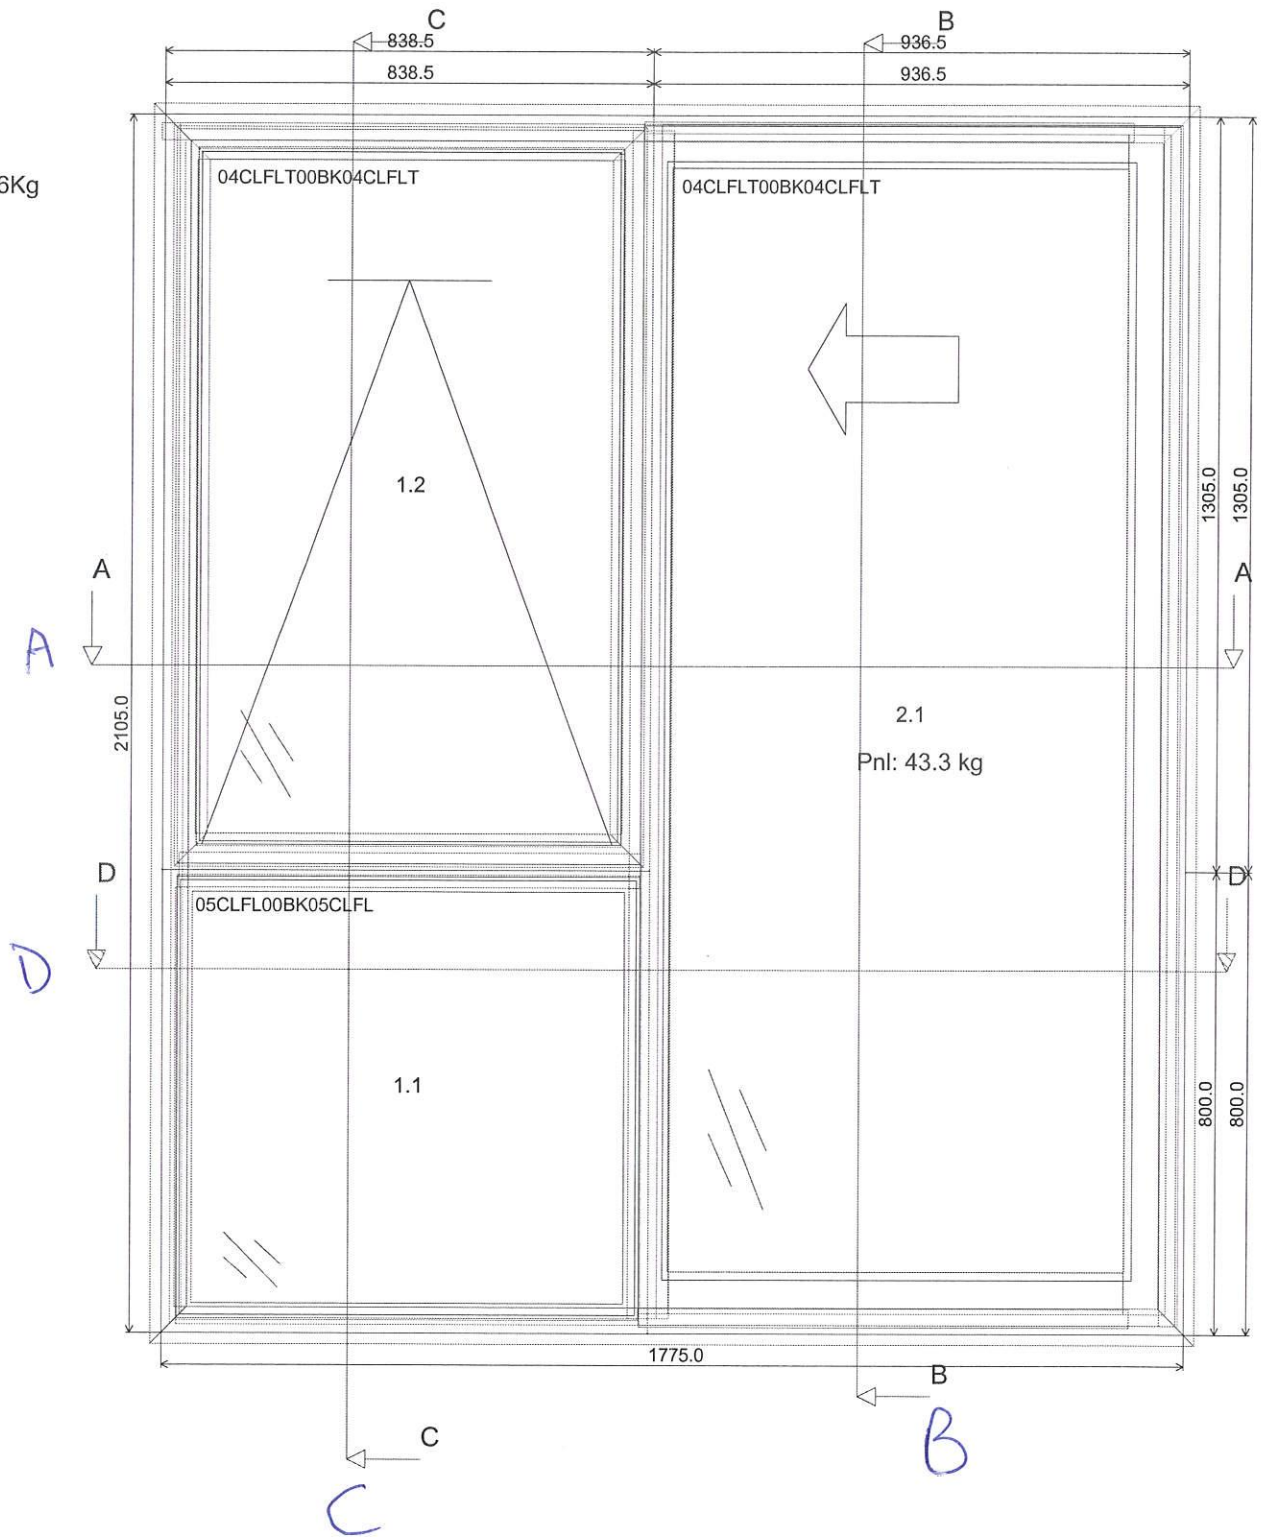 C
B
838.5
936.5
838.5
936.5
6Kg
04CLFLT00BK04CLFLT
04CLFLT00BK04CLFLT
1.2
1305.0
1305.0
A
A
A
2105.0
2.1
Pnl: 43.3 kg
D
D
D
05CLFL00BK05CLFL
1.1
800.0
800.0
1775.0
B
C
B
C